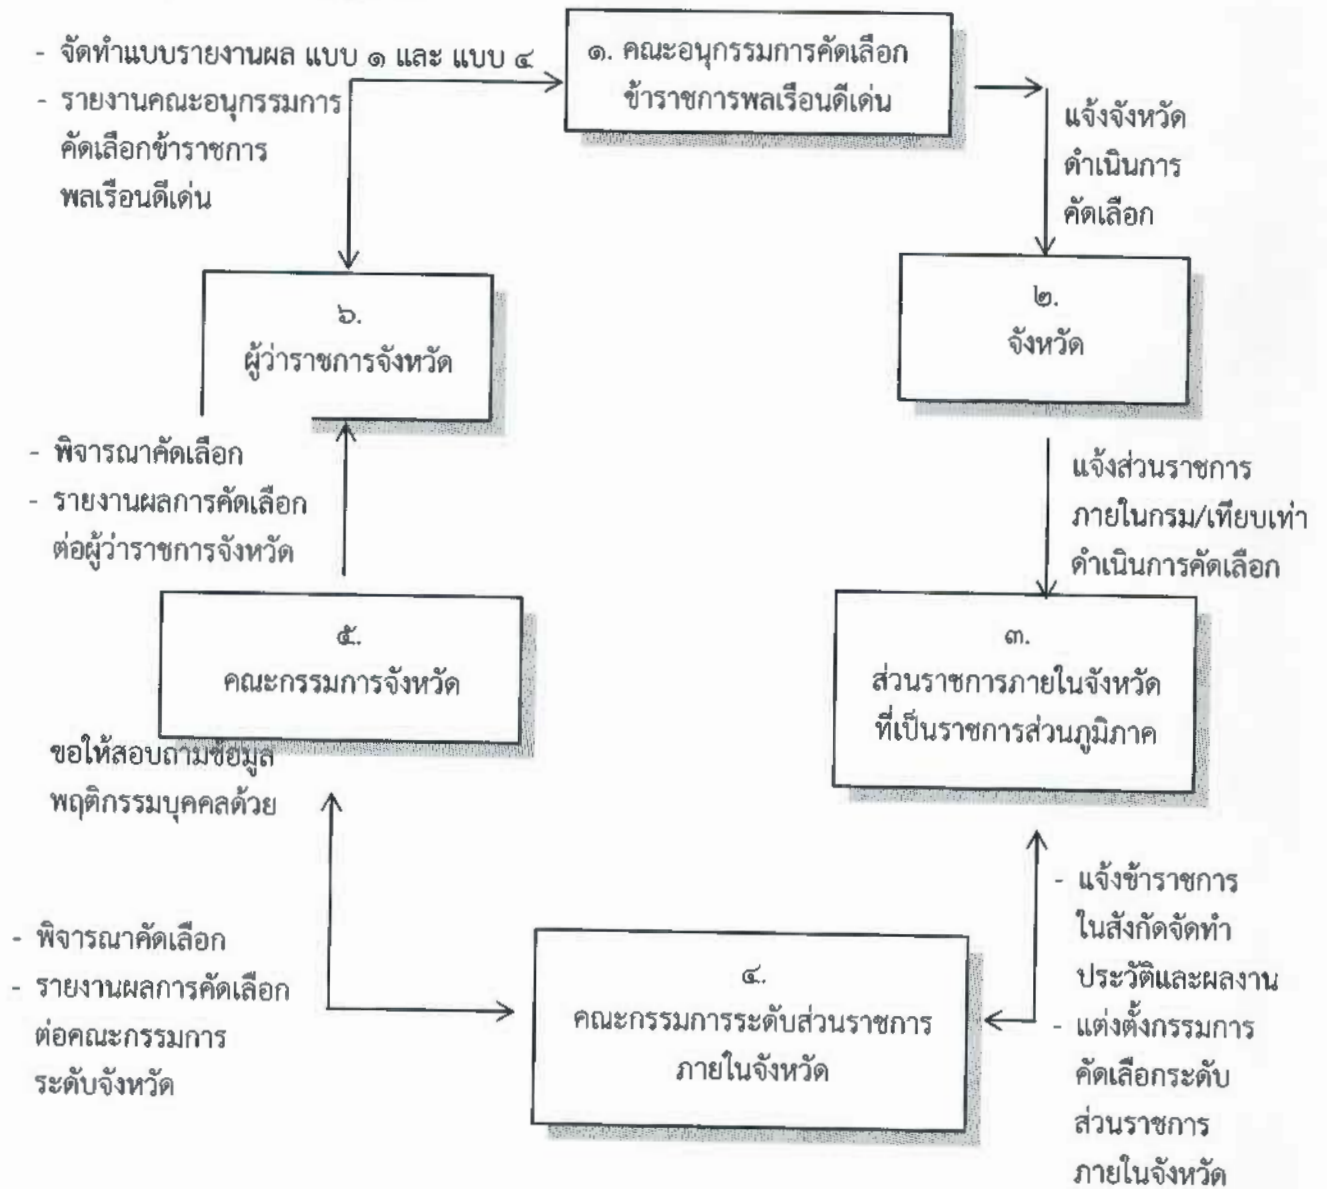 - จัดทำแบบรายงานผล แบบ ๑ และ แบบ ๔
- รายงานคณะอนุกรรมการ
คัดเลือกข้าราชการ
พลเรือนดีเด่น
๑. คณะอนุกรรมการคัดเลือก
ข้าราชการพลเรือนดีเด่น
แจ้งจังหวัด
ดำเนินการ
คัดเลือก
๒.
จังหวัด
แจ้งส่วนราชการ
ภายในกรม/เทียบเท่า
ดำเนินการคัดเลือก
๓.
ส่วนราชการภายในจังหวัด
ที่เป็นราชการส่วนภูมิภาค
- แจ้งข้าราชการ
ในสังกัดจัดทำ
ประวัติและผลงาน
- แต่งตั้งกรรมการ
คัดเลือกระดับ
ส่วนราชการ
ภายในจังหวัด
๔.
คณะกรรมการระดับส่วนราชการ
ภายในจังหวัด
- พิจารณาคัดเลือก
- รายงานผลการคัดเลือก
ต่อคณะกรรมการ
ระดับจังหวัด
ขอให้สอบถามข้อมูล
พฤติกรรมบุคคลด้วย
๕.
คณะกรรมการจังหวัด
- พิจารณาคัดเลือก
- รายงานผลการคัดเลือก
ต่อผู้ว่าราชการจังหวัด
๖.
ผู้ว่าราชการจังหวัด